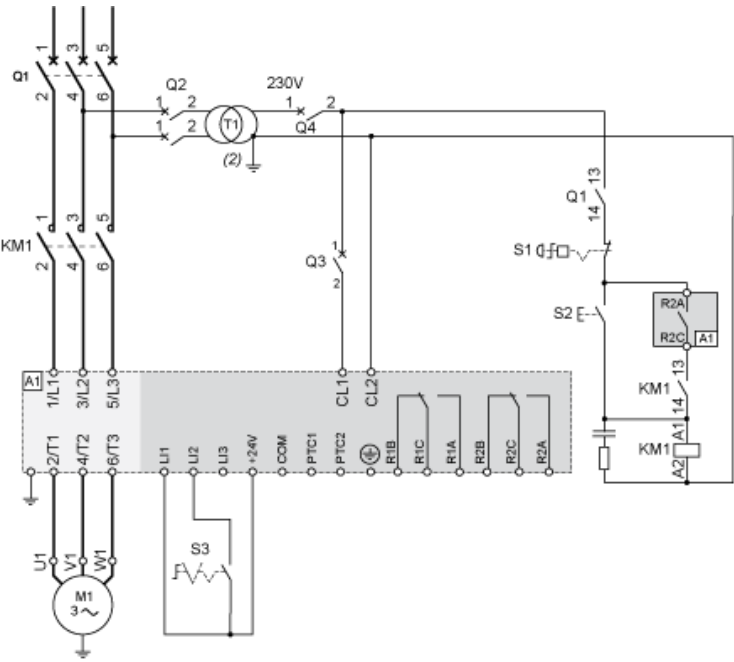 1 3 5
Q1
2 4 6
Q2
1 2
1 2
T1
(2)
230V
1 2
Q4
1 3 5
KM1
2 4 6
1
Q3
2
13
Q1
14
S1
S2
R2A
R2C
A1
13
KM1
14
A1
KM1
A2
A1
1/L1 3/L2 5/L3
CL1 CL2
2/T1 4/T2 6/T3
LI1 LI2 LI3 +24V COM PTC1 PTC2 R1B R1C R1A R2B R2C R2A
S3
U1 V1 W1
M1
3